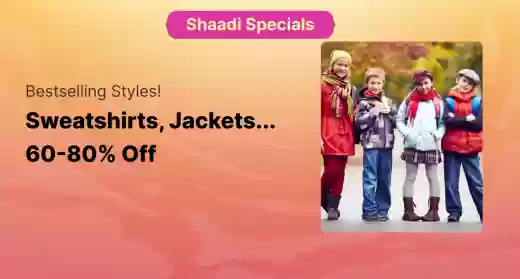 Shaadi Specials
Bestselling Styles!
Sweatshirts, Jackets...
60-80% Off